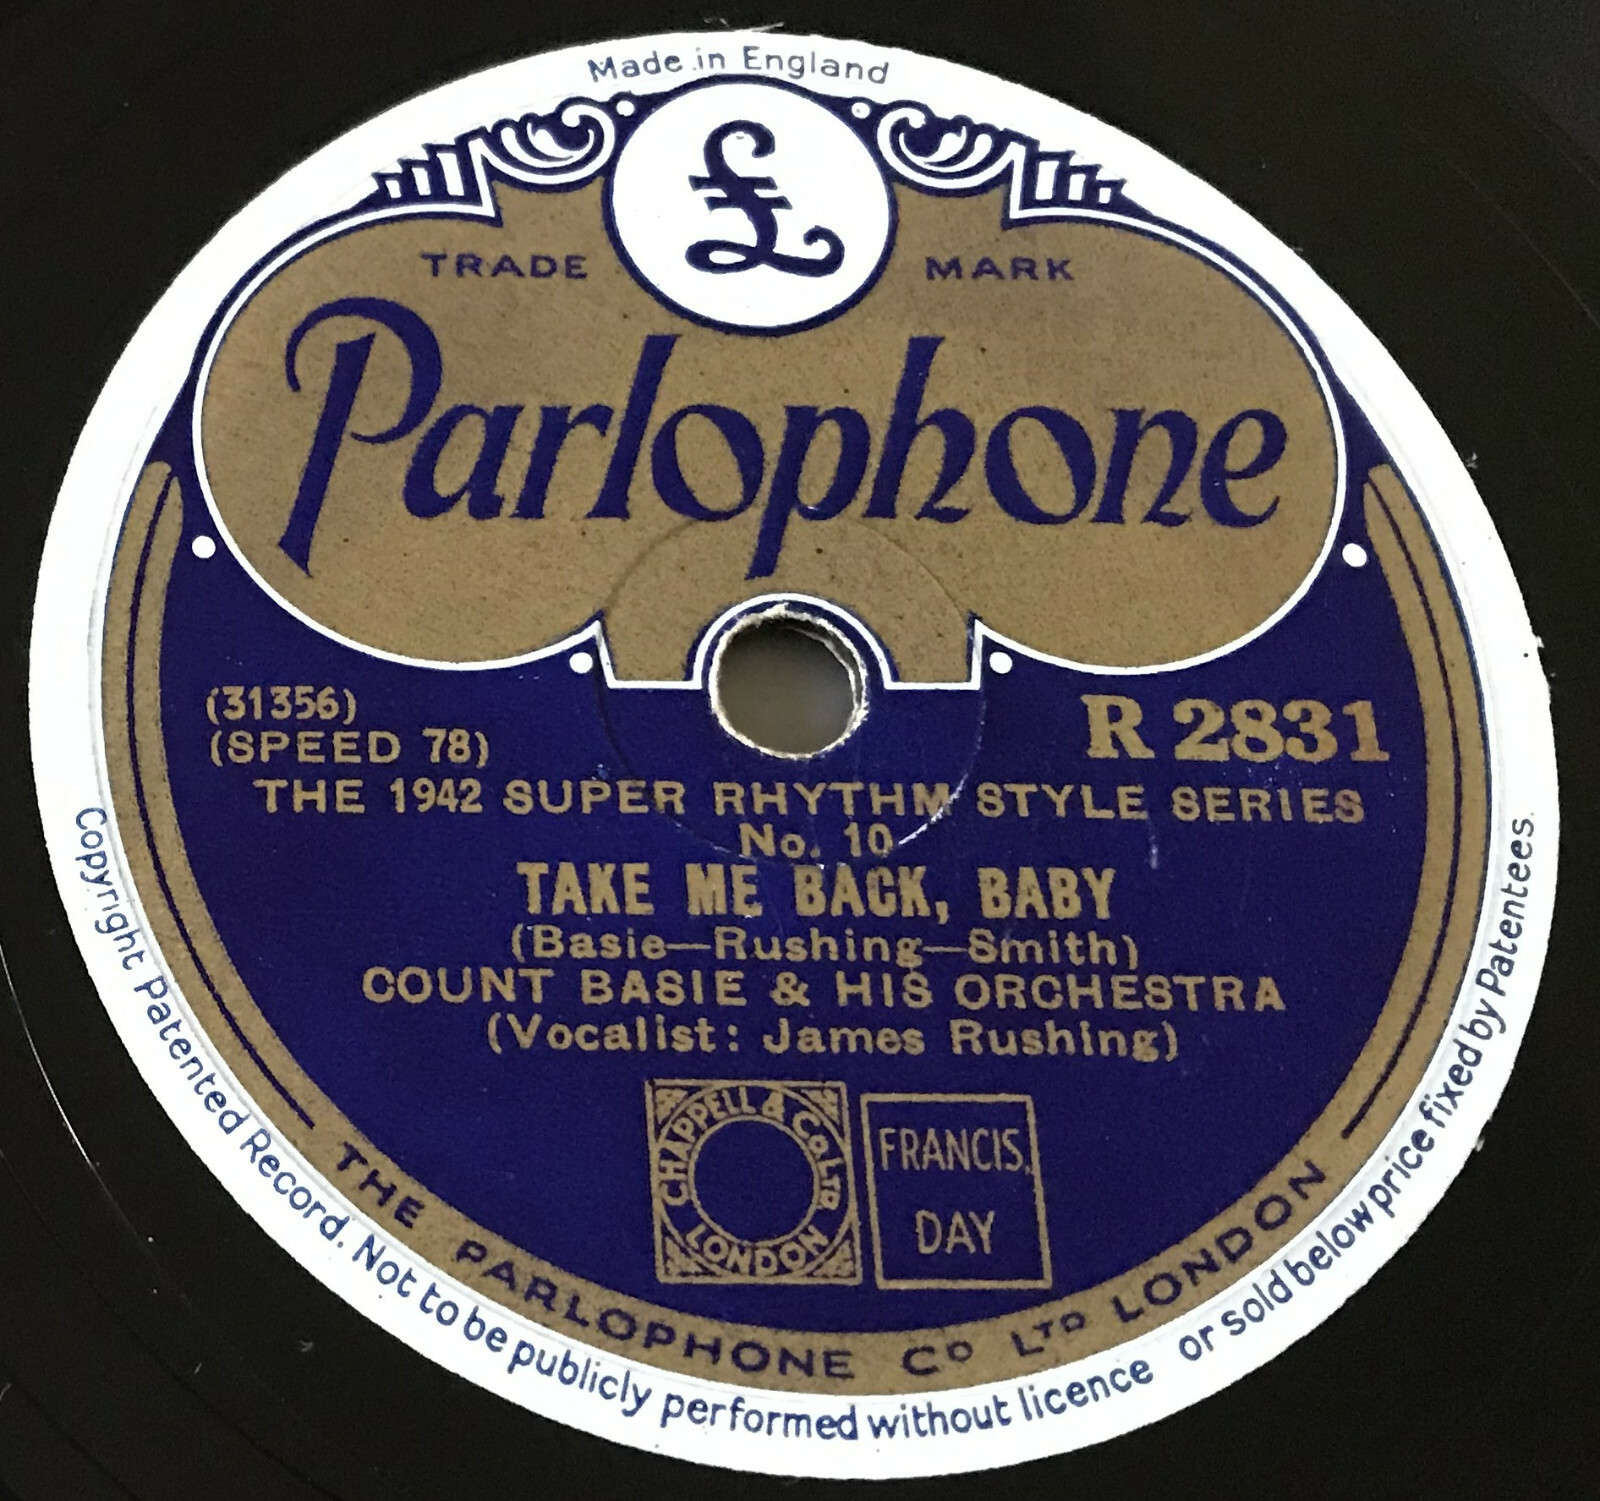 Made in England
£
TRADE MARK
Parlophone
(31356)
(SPEED 78)
R 2831
THE 1942 SUPER RHYTHM STYLE SERIES
No. 10
TAKE ME BACK, BABY
(Basie—Rushing—Smith)
COUNT BASIE & HIS ORCHESTRA
(Vocalist: James Rushing)
CHAPPELL & Co LTD
LONDON
FRANCIS,
DAY
THE PARLOPHONE Co LTD LONDON
Copyright Patented Record. Not to be publicly performed without licence or sold below price fixed by Patentees.